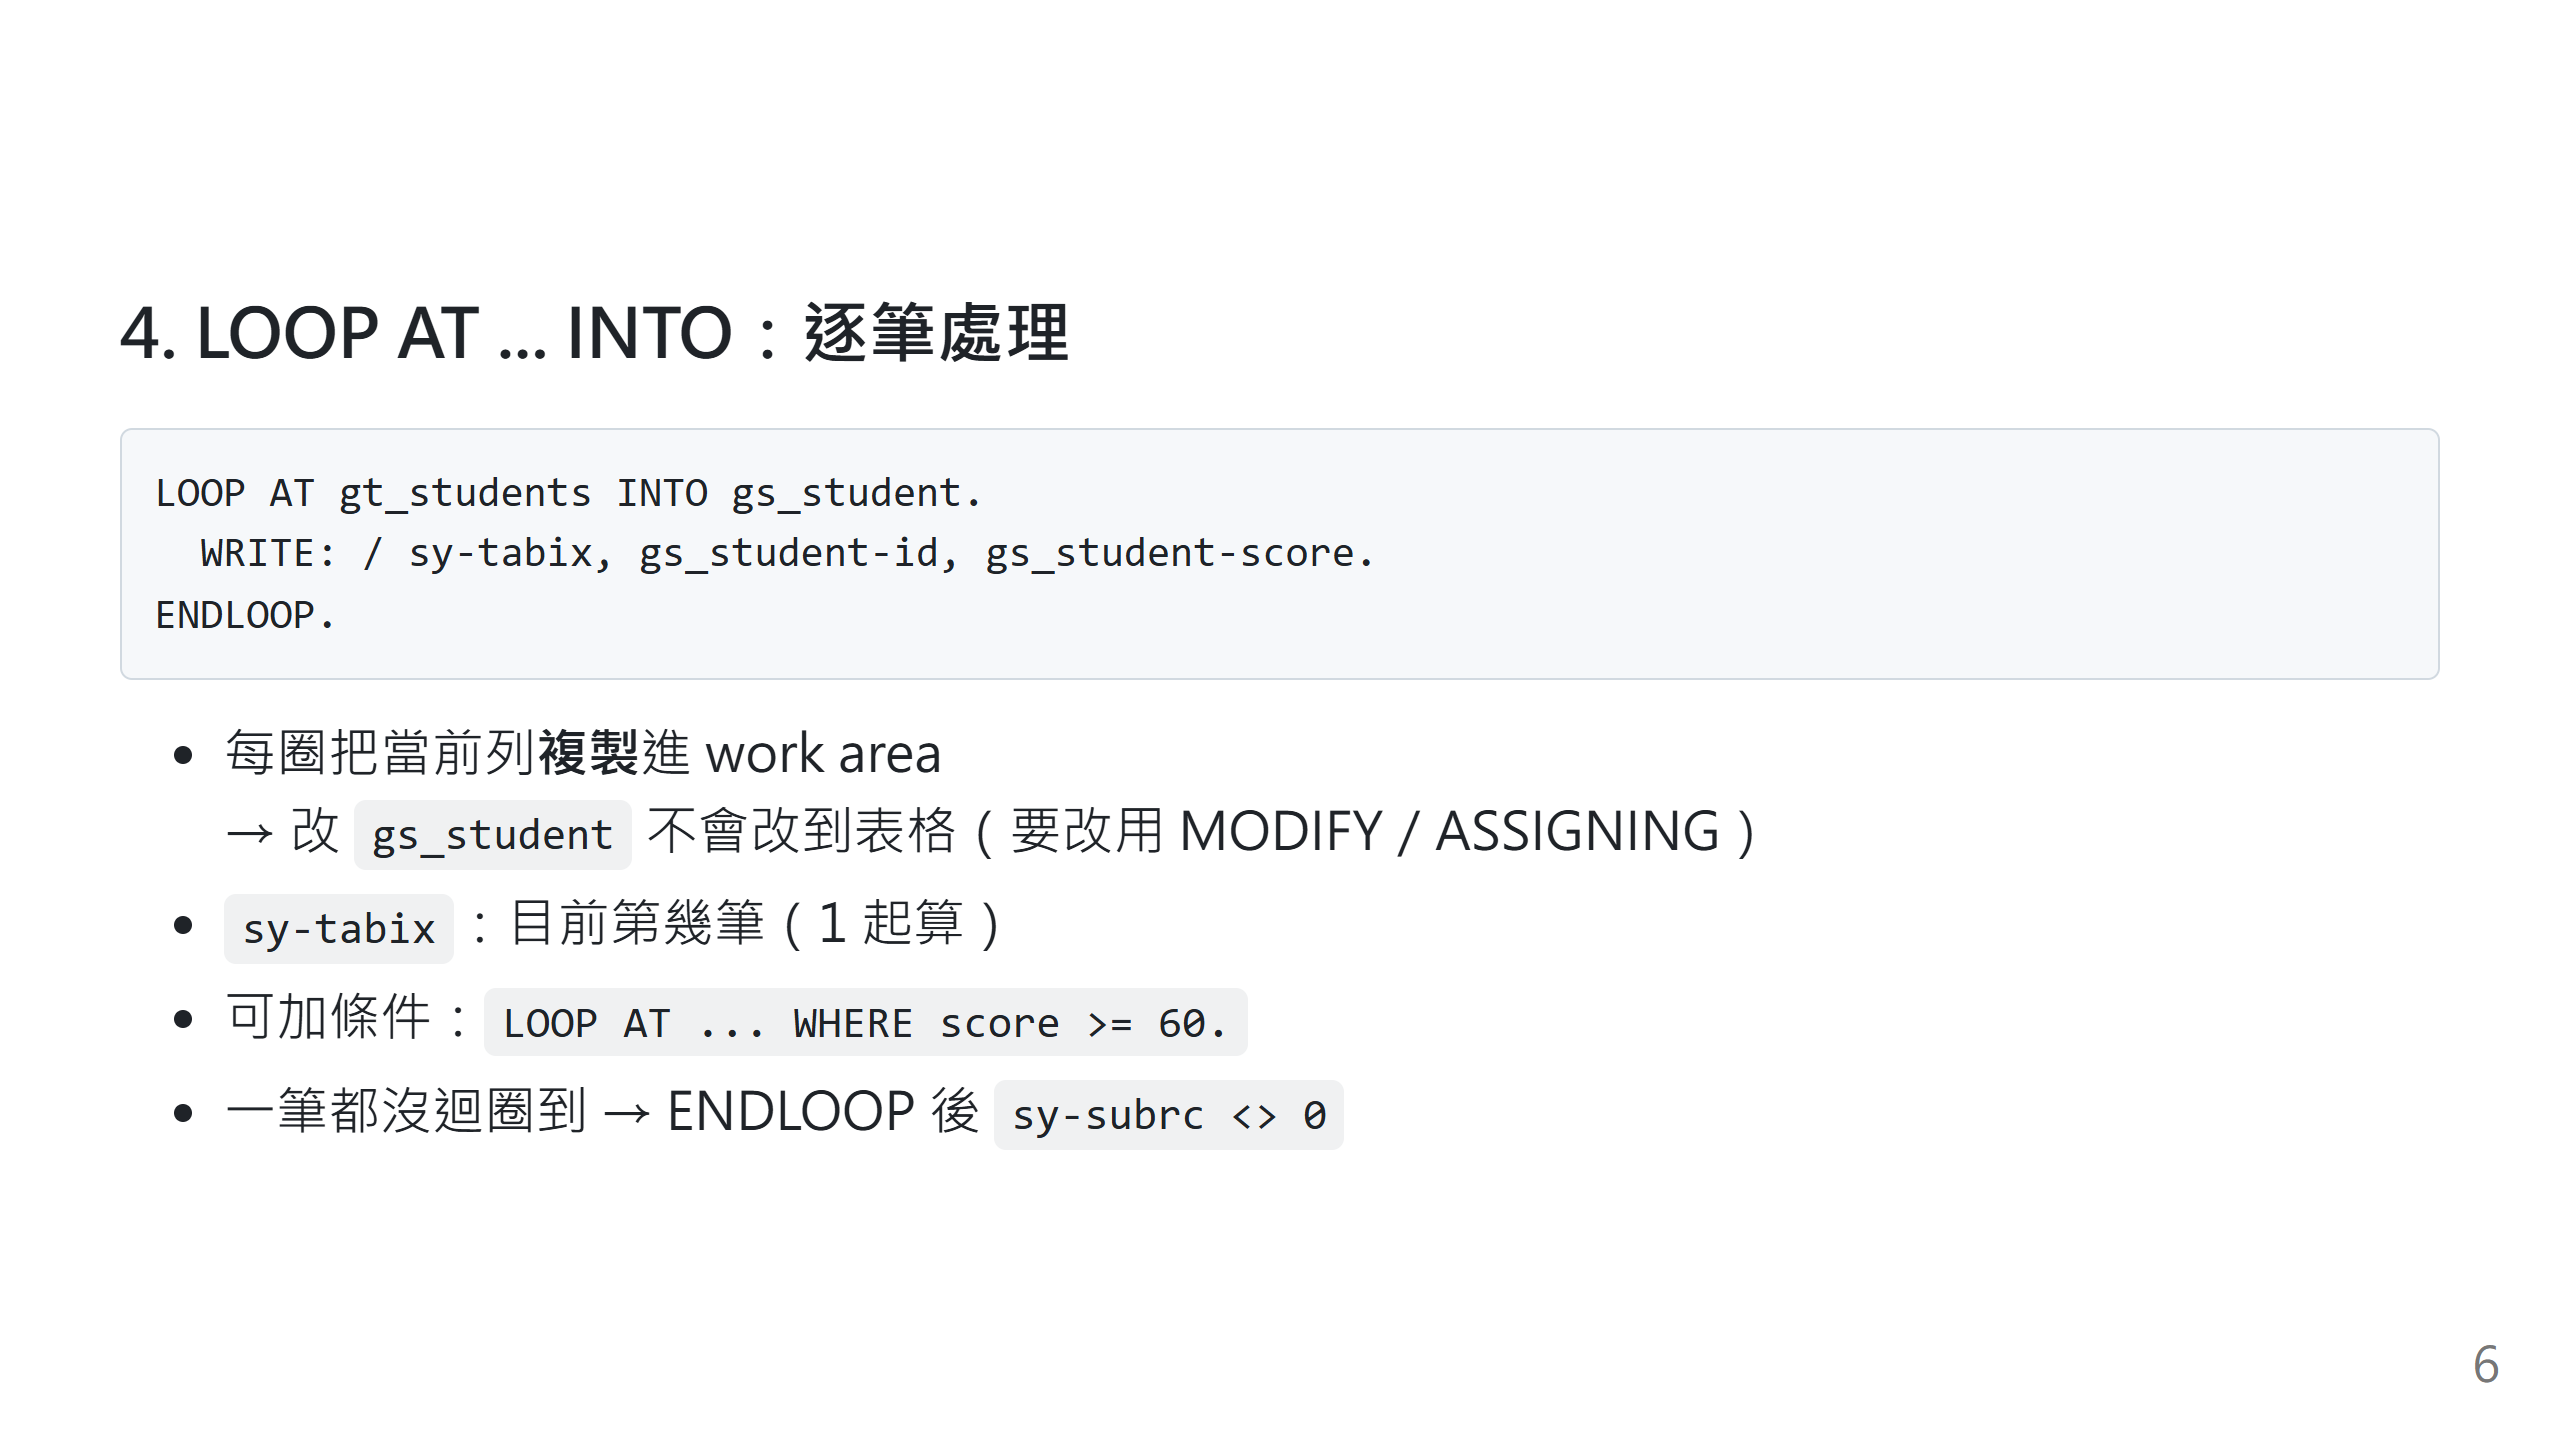 4. LOOP AT ... INTO：逐筆處理
LOOP AT gt_students INTO gs_student.
  WRITE: / sy-tabix, gs_student-id, gs_student-score.
ENDLOOP.
• 每圈把當前列複製進 work area
→ 改 gs_student 不會改到表格（要改用 MODIFY / ASSIGNING）
• sy-tabix：目前第幾筆（1 起算）
• 可加條件：LOOP AT ... WHERE score >= 60.
• 一筆都沒迴圈到 → ENDLOOP 後 sy-subrc <> 0
6